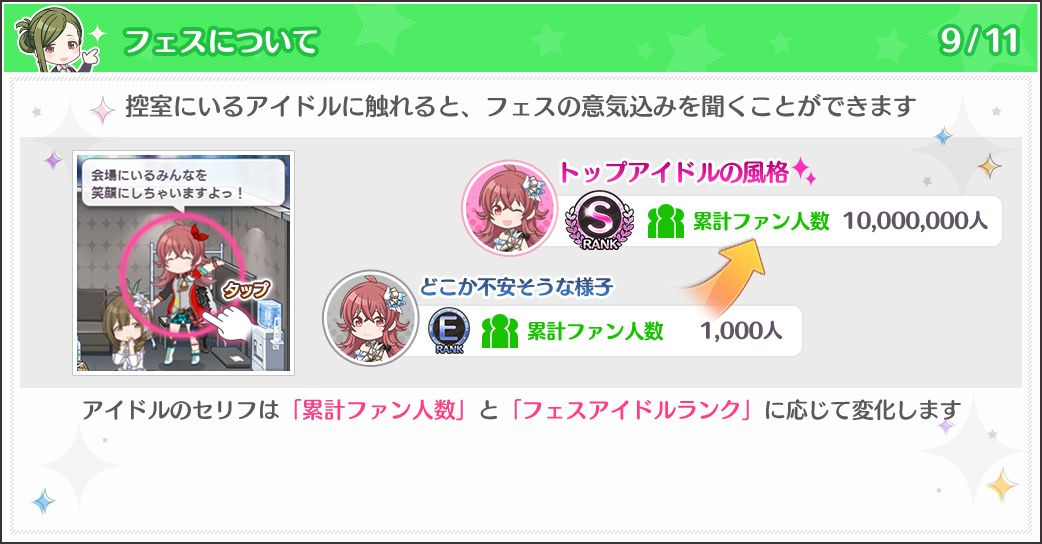 フェスについて
9/11
控室にいるアイドルに触れると、フェスの意気込みを聞くことができます
会場にいるみんなを
笑顔にしちゃいますよっ!
タップ
トップアイドルの風格
S RANK 累計ファン人数 10,000,000人
どこか不安そうな様子
E RANK 累計ファン人数 1,000人
アイドルのセリフは「累計ファン人数」と「フェスアイドルランク」に応じて変化します